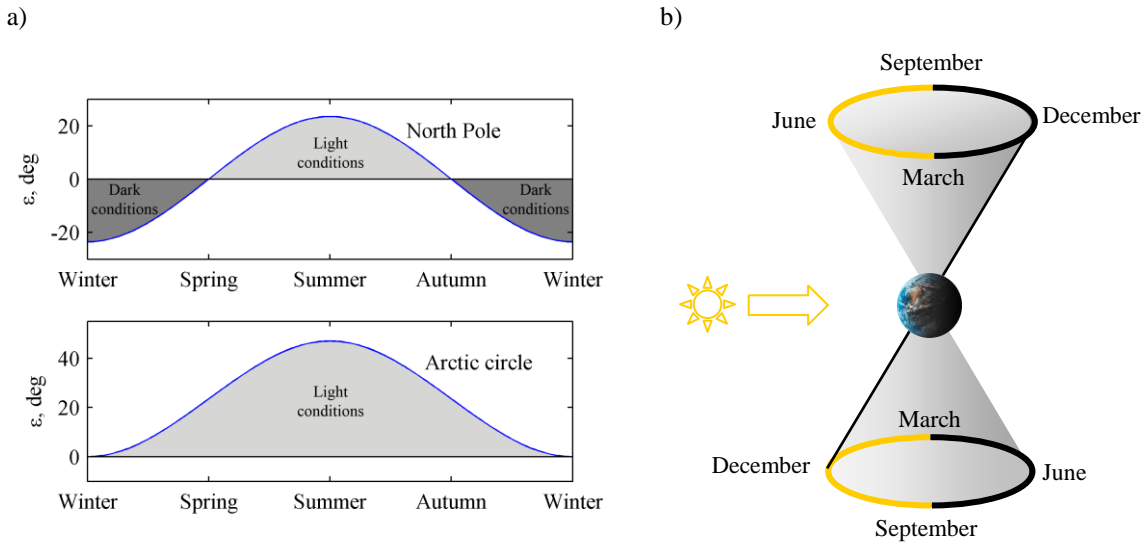 a)
20
0
-20
ε, deg
North Pole
Light
conditions
Dark
conditions
Dark
conditions
Winter Spring Summer Autumn Winter
40
20
0
ε, deg
Arctic circle
Light
conditions
Winter Spring Summer Autumn Winter
b)
September
June
December
March
March
December
June
September